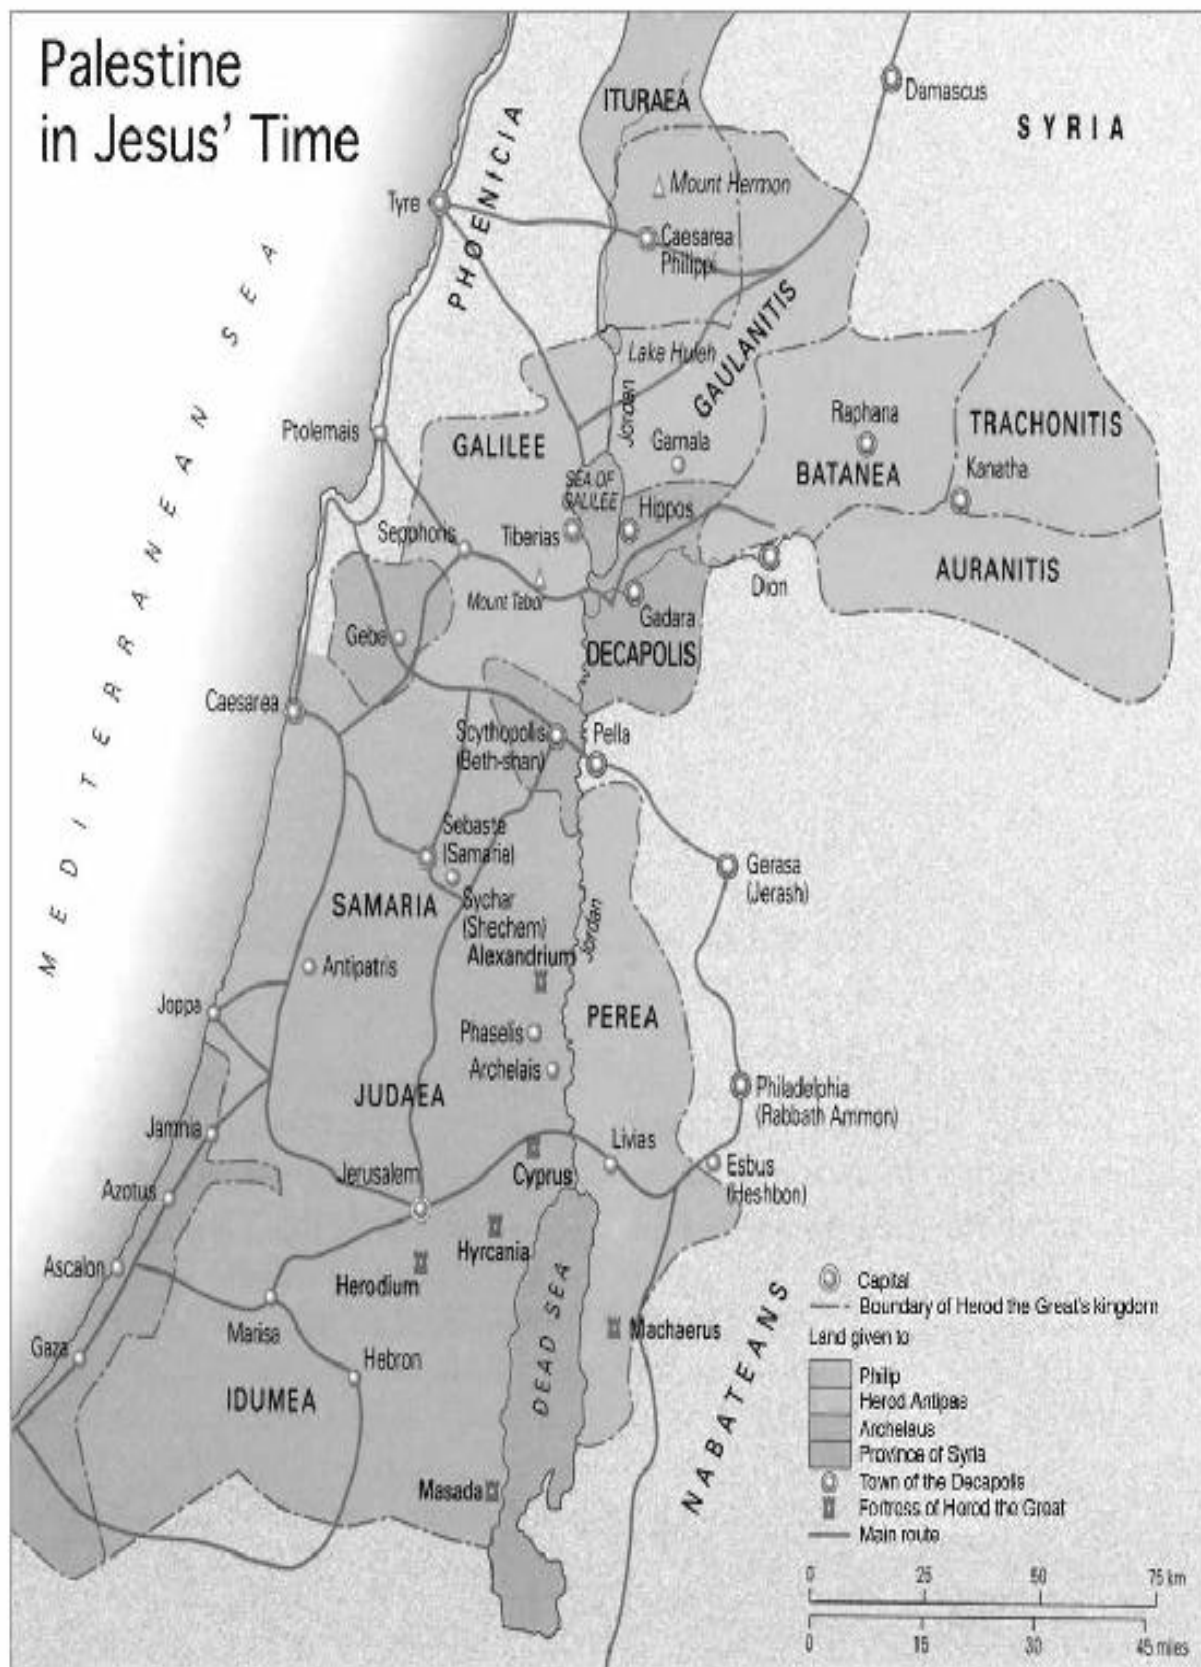 Palestine
in Jesus' Time
ITURAEA
Damascus
SYRIA
PHOENICIA
Mount Hermon
Tyre
Caesarea
Philippi
MEDITERRANEAN SEA
GAULANITIS
Lake Huleh
Jordan
Raphana
TRACHONITIS
Ptolemais
GALILEE
Gamala
BATANEA
Kanatha
SEA OF
GALILEE
Hippos
Sepphoris
Tiberias
AURANITIS
Dion
Mount Tabor
Gadara
Geba
DECAPOLIS
Caesarea
Scythopolis
(Beth-shan)
Pella
Sebaste
(Samaria)
Gerasa
(Jerash)
SAMARIA
Sychar
(Shechem)
Jordan
Alexandrium
Antipatris
Joppa
PEREA
Phaselis
Archelais
JUDAEA
Philadelphia
(Rabbath Ammon)
Jamnia
Livias
Jerusalem
Cyprus
Esbus
(Heshbon)
Azotus
Hyrcania
Ascalon
Herodium
DEAD SEA
NABATEANS
Marisa
Machaerus
Gaza
Hebron
IDUMEA
Masada
Capital
Boundary of Herod the Great's kingdom
Land given to
Philip
Herod Antipas
Archelaus
Province of Syria
Town of the Decapolis
Fortress of Herod the Great
Main route
0 25 50 75 km
0 15 30 45 miles